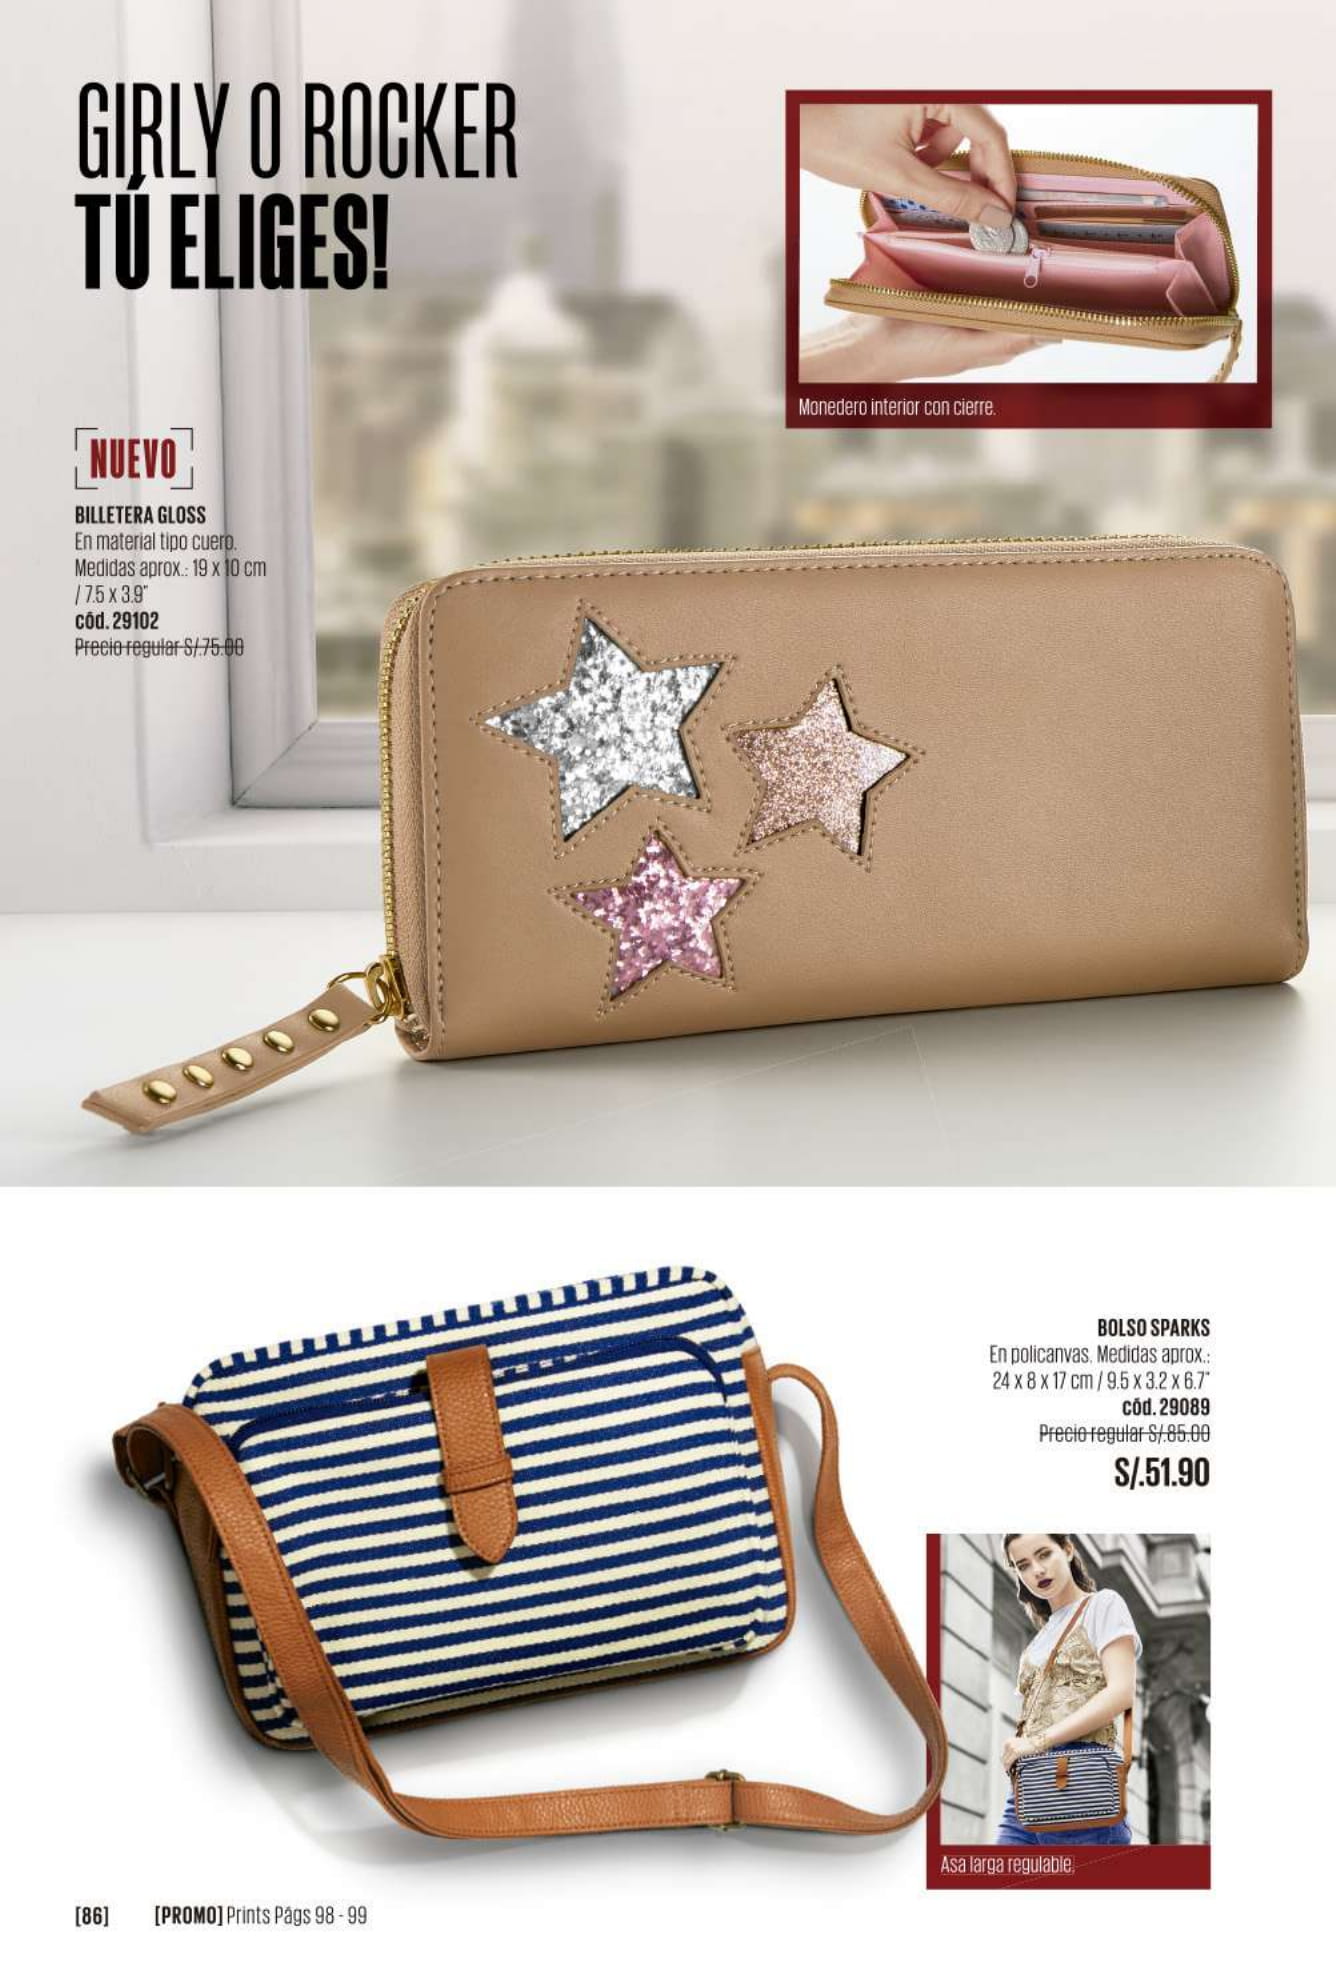 GIRLY O ROCKER
TÚ ELIGES!
Monedero interior con cierre.
NUEVO
BILLETERA GLOSS
En material tipo cuero.
Medidas aprox.: 19 x 10 cm
/ 7.5 x 3.9"
cód. 29102
Precio regular S/.75.00
BOLSO SPARKS
En policanvas. Medidas aprox.:
24 x 8 x 17 cm / 9.5 x 3.2 x 6.7"
cód. 29089
Precio regular S/.85.00
S/.51.90
Asa larga regulable.
[86] [PROMO] Prints Págs 98 - 99